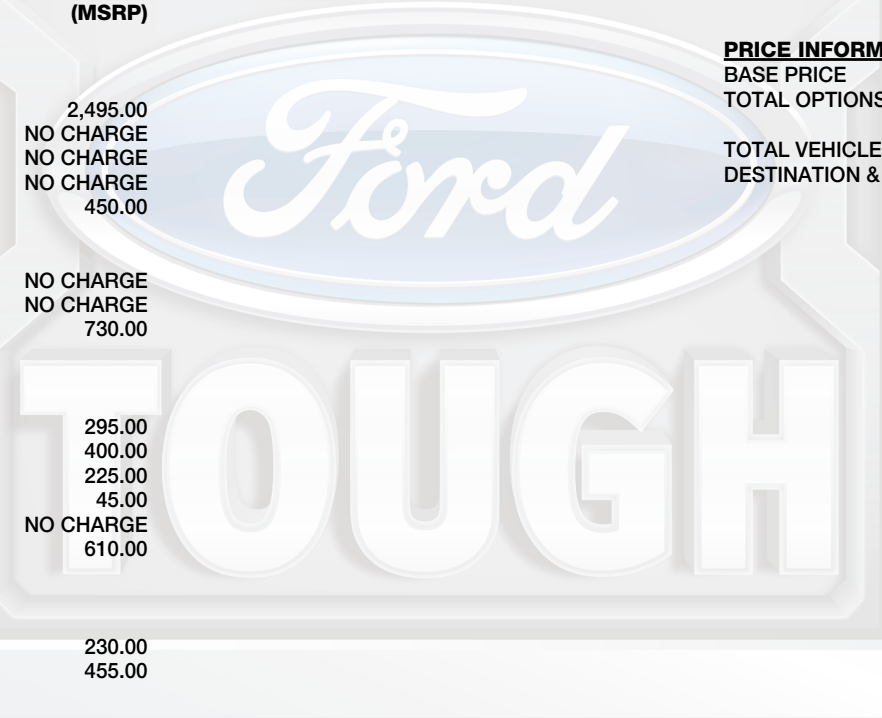 (MSRP)
2,495.00
NO CHARGE
NO CHARGE
NO CHARGE
450.00
NO CHARGE
NO CHARGE
730.00
295.00
400.00
225.00
45.00
NO CHARGE
610.00
230.00
455.00
PRICE INFORM
BASE PRICE
TOTAL OPTIONS
TOTAL VEHICLE
DESTINATION &
Ford
TOUGH